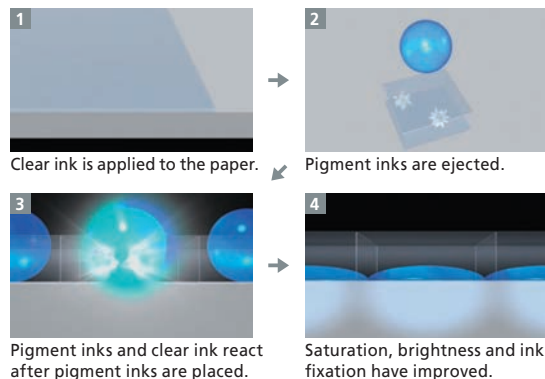 1
2
Clear ink is applied to the paper.
Pigment inks are ejected.
3
4
Pigment inks and clear ink react
after pigment inks are placed.
Saturation, brightness and ink
fixation have improved.